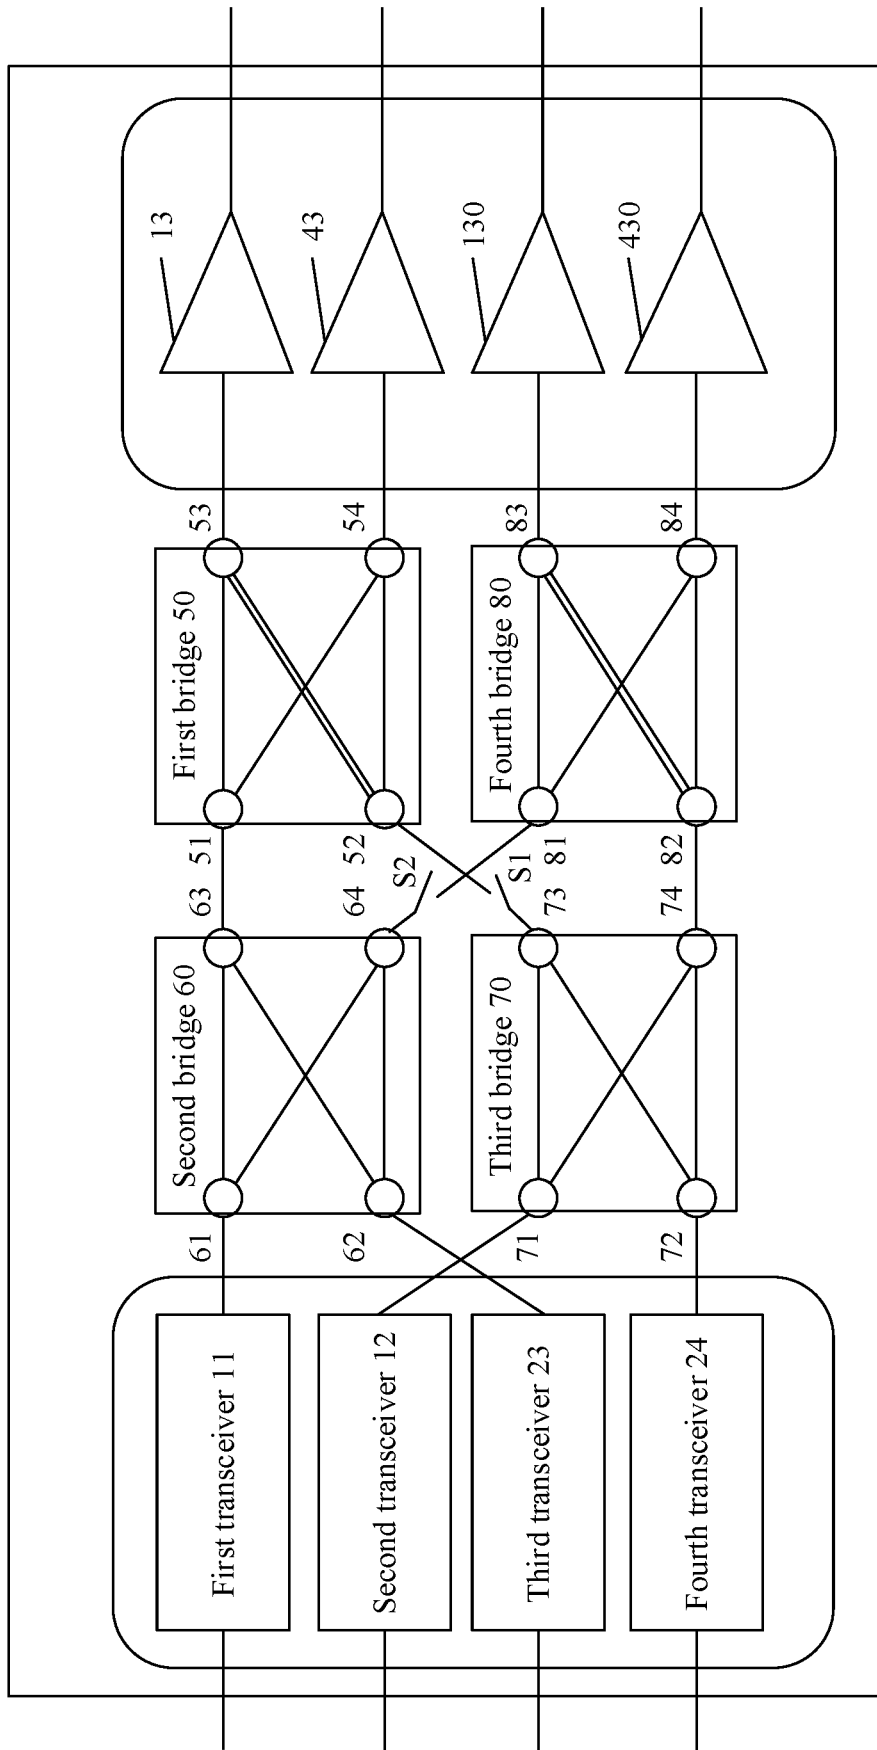 First transceiver 11
Second transceiver 12
Third transceiver 23
Fourth transceiver 24
61
62
71
72
Second bridge 60
Third bridge 70
63
64
73
74
S2
S1
51
52
81
82
First bridge 50
Fourth bridge 80
53
54
83
84
13
43
130
430